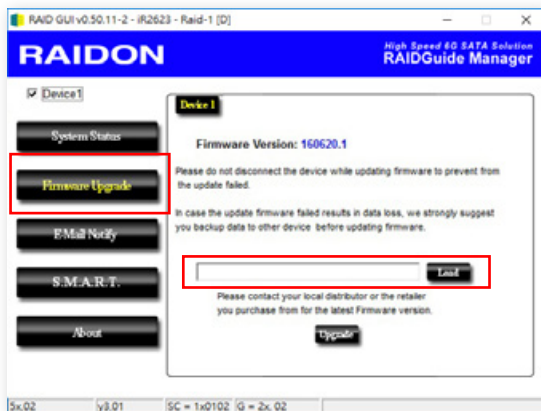 RAID GUI v0.50.11-2 - iR2623 - Raid-1 [D]
RAIDON
High Speed 6G SATA Solution
RAIDGuide Manager
Device1
System Status
Firmware Upgrade
E-Mail Notify
S.M.A.R.T.
About
Device 1
Firmware Version: 160620.1
Please do not disconnect the device while updating firmware to prevent from
the update failed.
In case the update firmware failed results in data loss, we strongly suggest
you backup data to other device before updating firmware.
Load
Please contact your local distributor or the retailer
you purchase from for the latest Firmware version.
Upgrade
5x.02 y3.01 SC = 1x0102 G = 2x. 02